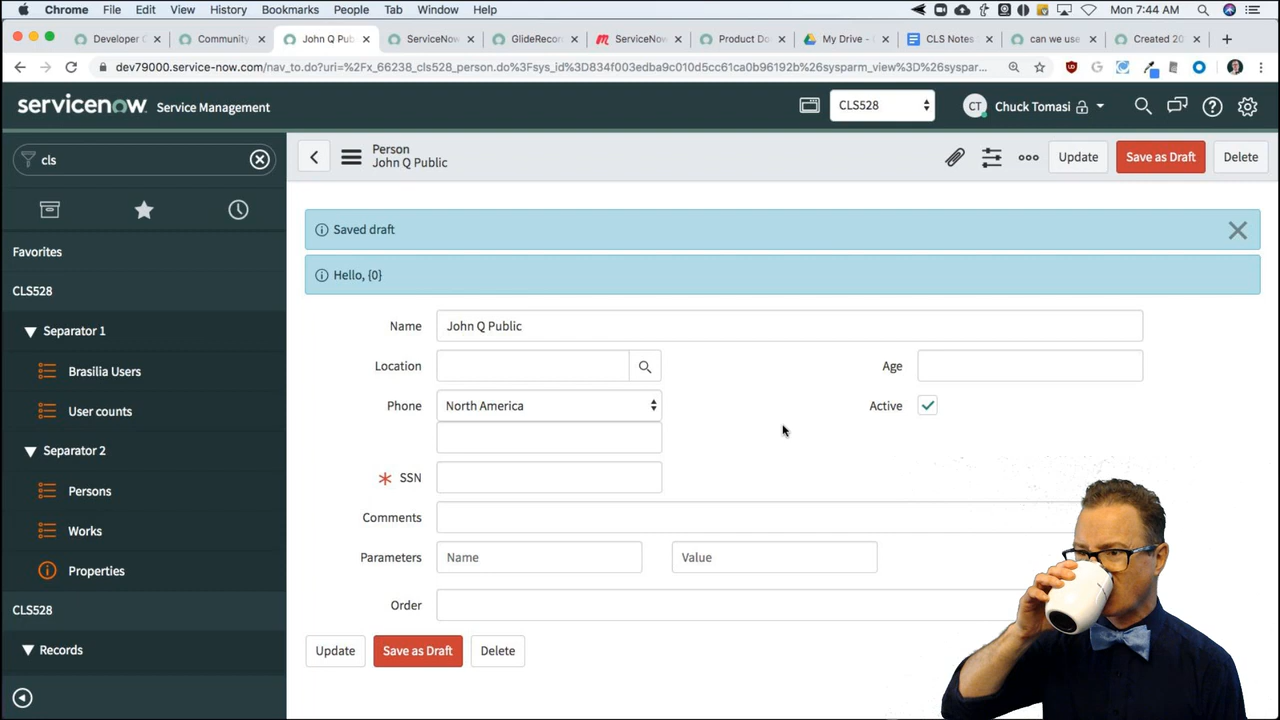 Chrome File Edit View History Bookmarks People Tab Window Help Mon 7:44 AM
Developer C Community John Q Pub ServiceNow GlideRecor ServiceNow Product Do My Drive - CLS Notes can we use Created 20
dev79000.service-now.com/nav_to.do?uri=%2Fx_66238_cls528_person.do%3Fsys_id%3D834f003edba9c010d5cc61ca0b96192b%26sysparm_view%3D%26syspar...
servicenow Service Management CLS528 CT Chuck Tomasi
cls
Person
John Q Public
Update Save as Draft Delete
Favorites
CLS528
Separator 1
Brasilia Users
User counts
Separator 2
Persons
Works
Properties
CLS528
Records
Saved draft
Hello, {0}
Name John Q Public
Location Age
Phone North America Active
* SSN
Comments
Parameters Name Value
Order
Update Save as Draft Delete